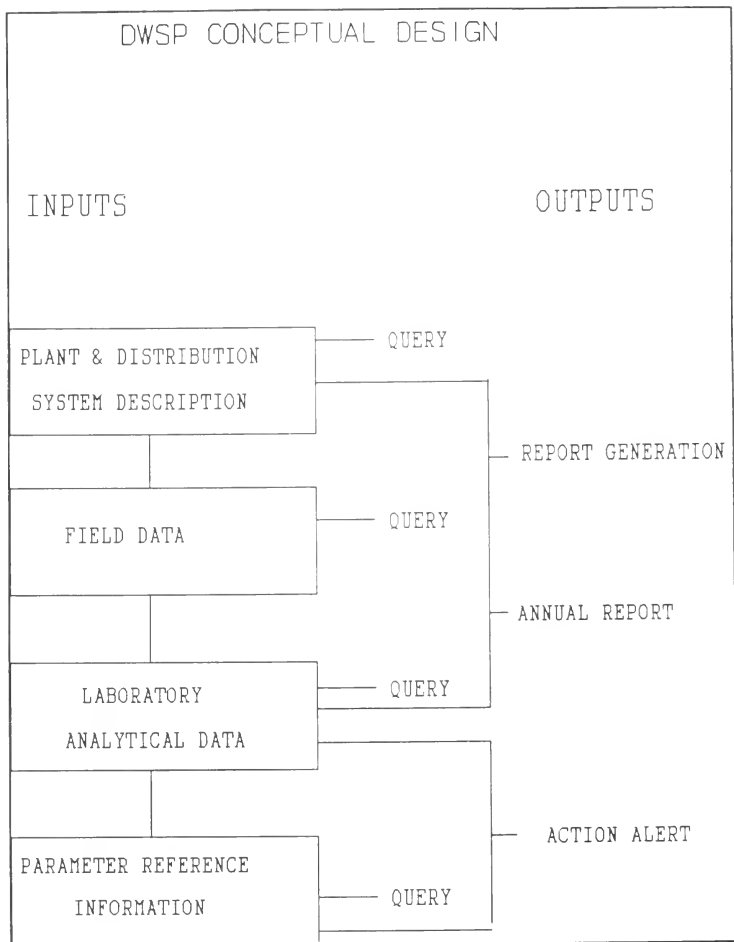 DWSP CONCEPTUAL DESIGN
INPUTS
OUTPUTS
PLANT & DISTRIBUTION
SYSTEM DESCRIPTION
QUERY
REPORT GENERATION
FIELD DATA
QUERY
ANNUAL REPORT
LABORATORY
ANALYTICAL DATA
QUERY
ACTION ALERT
PARAMETER REFERENCE
INFORMATION
QUERY